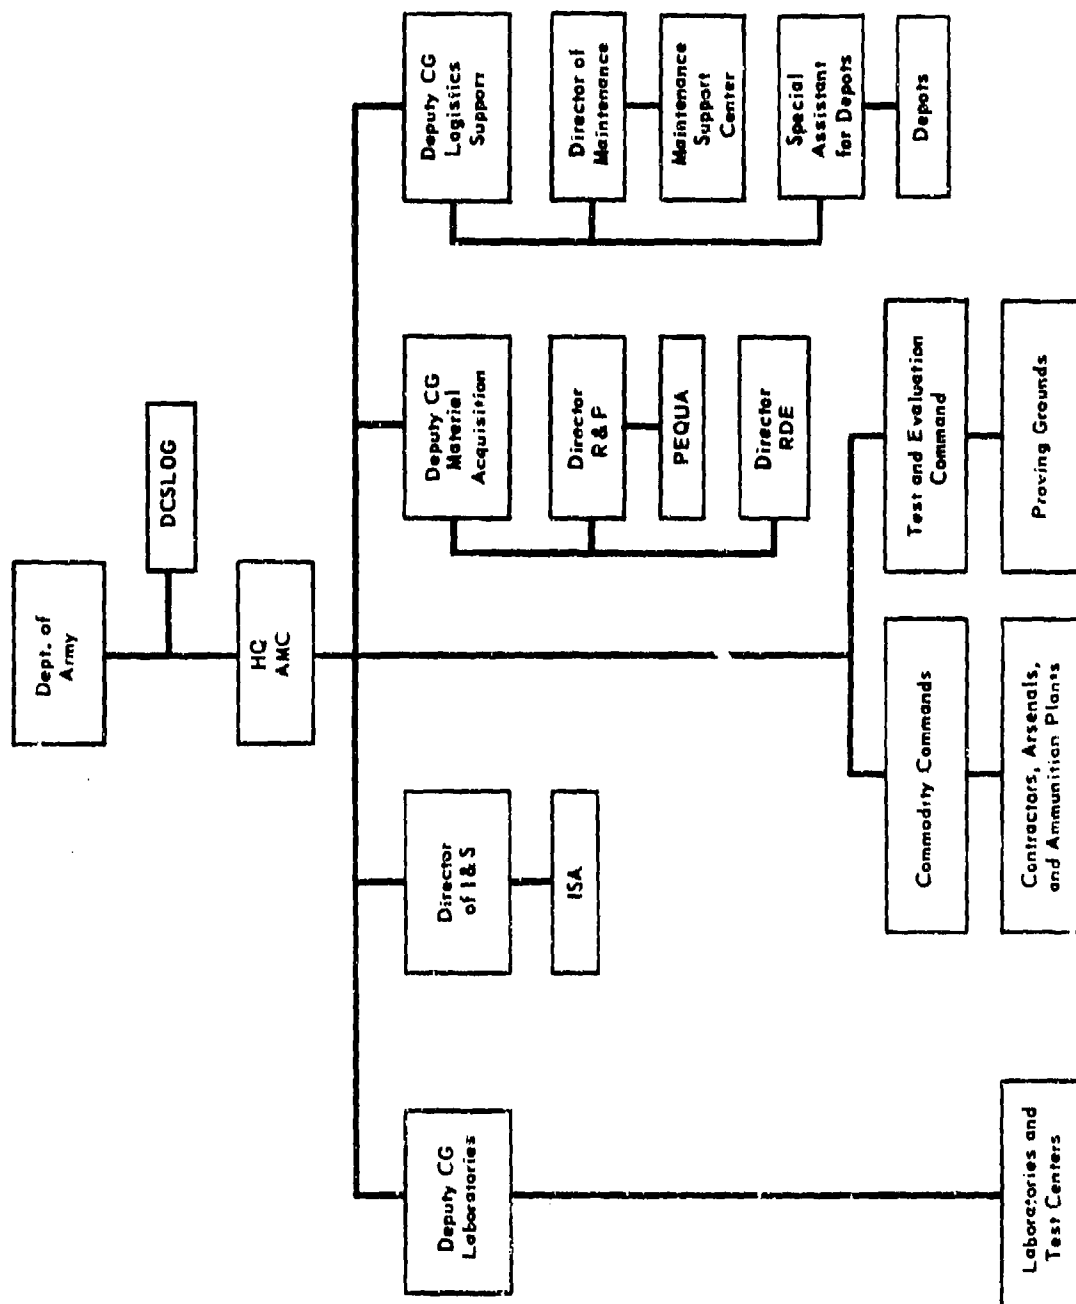 Dept. of
Army
DCSLOG
HQ
AMC
Deputy CG
Laboratories
Laboratories and
Test Centers
Director
of I & S
ISA
Deputy CG
Material
Acquisition
Director
R & P
PEQUA
Director
RDE
Deputy CG
Logistics
Support
Director of
Maintenance
Maintenance
Support
Center
Special
Assistant
for Depots
Depots
Commodity Commands
Contractors, Arsenals,
and Ammunition Plants
Test and Evaluation
Command
Proving Grounds